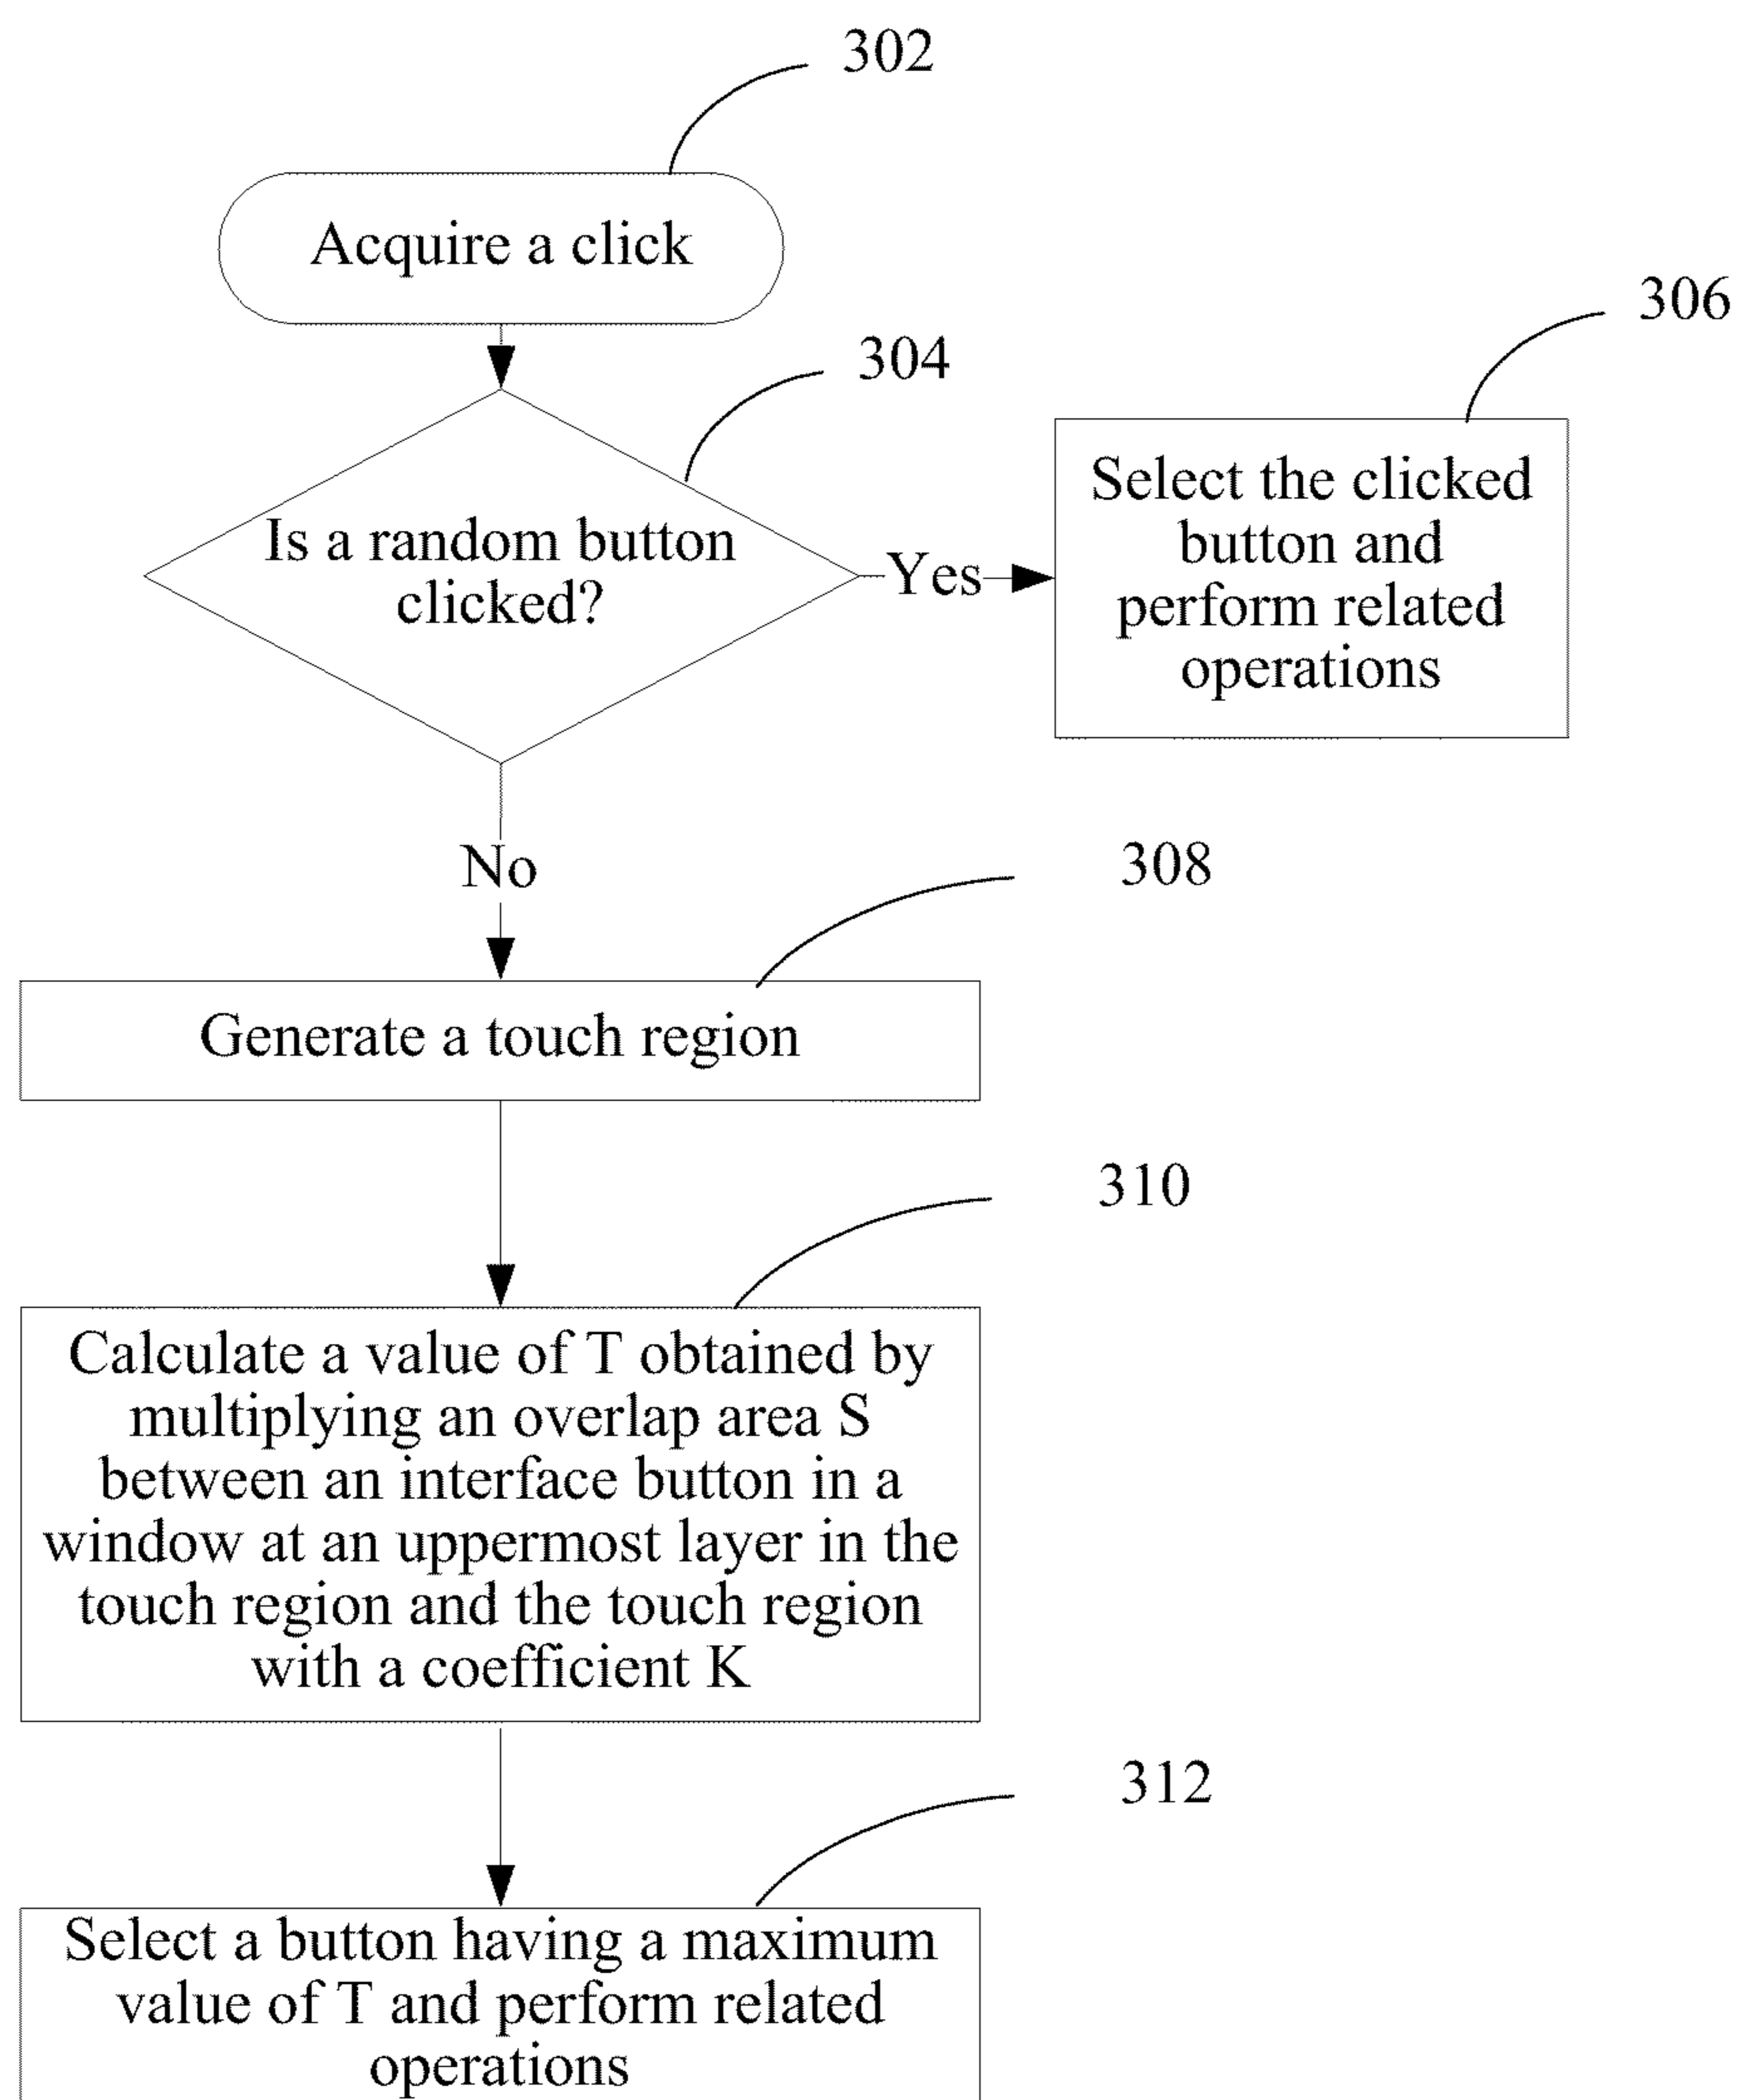 302
Acquire a click
304
306
Is a random button
clicked?
Yes
Select the clicked
button and
perform related
operations
No
308
Generate a touch region
310
Calculate a value of T obtained by
multiplying an overlap area S
between an interface button in a
window at an uppermost layer in the
touch region and the touch region
with a coefficient K
312
Select a button having a maximum
value of T and perform related
operations